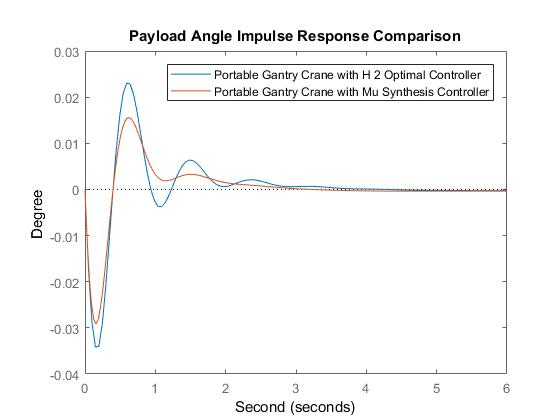 Payload Angle Impulse Response Comparison
0.03
Portable Gantry Crane with H 2 Optimal Controller
Portable Gantry Crane with Mu Synthesis Controller
0.02
0.01
0
-0.01
-0.02
-0.03
-0.04
Degree
0 1 2 3 4 5 6
Second (seconds)